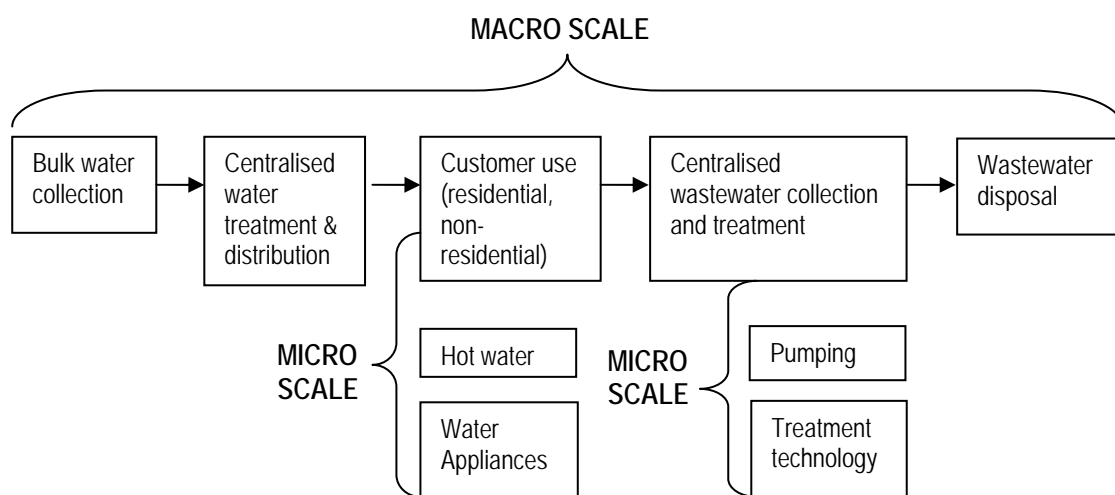 MACRO SCALE
Bulk water
collection
Centralised
water
treatment &
distribution
Customer use
(residential,
non-
residential)
Centralised
wastewater collection
and treatment
Wastewater
disposal
MICRO
SCALE
Hot water
Water
Appliances
MICRO
SCALE
Pumping
Treatment
technology